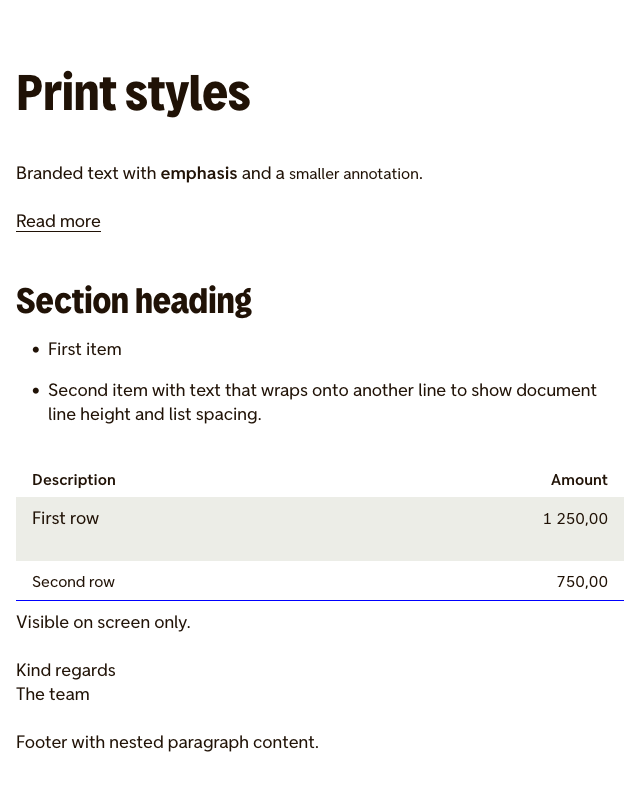 Print styles
Branded text with emphasis and a smaller annotation.
Read more
Section heading
• First item
• Second item with text that wraps onto another line to show document
line height and list spacing.
Description Amount
First row 1 250,00
Second row 750,00
Visible on screen only.
Kind regards
The team
Footer with nested paragraph content.